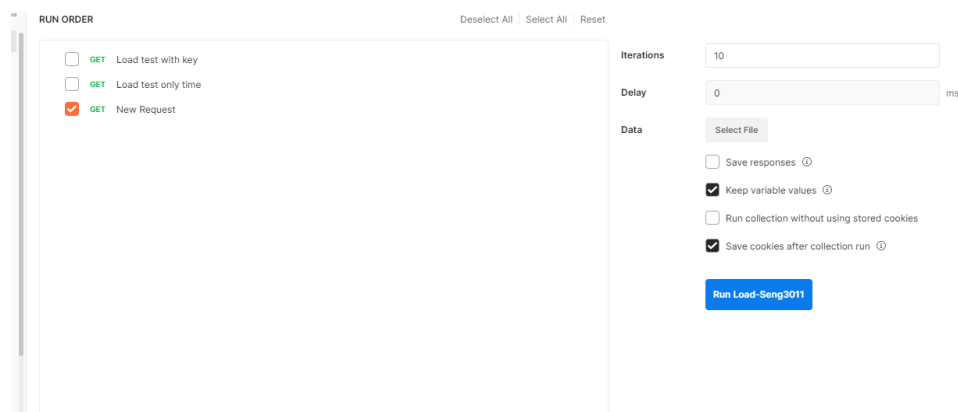 RUN ORDER
Deselect All Select All Reset
GET Load test with key
GET Load test only time
GET New Request
Iterations 10
Delay 0 ms
Data Select File
Save responses
Keep variable values
Run collection without using stored cookies
Save cookies after collection run
Run Load-Seng3011